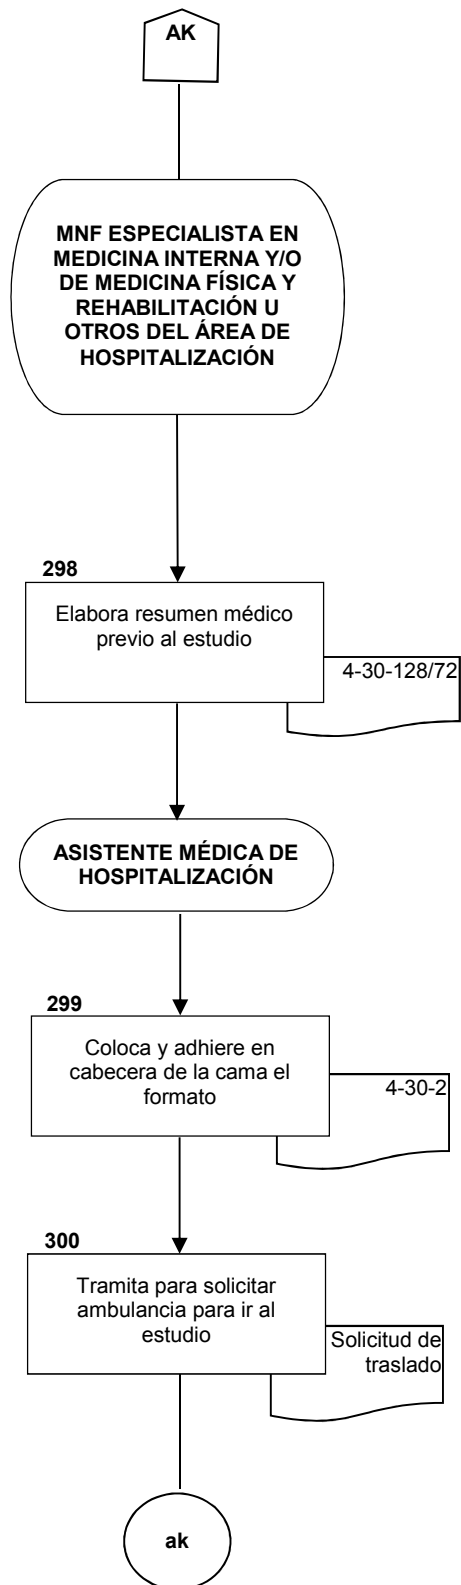 AK
MNF ESPECIALISTA EN
MEDICINA INTERNA Y/O
DE MEDICINA FÍSICA Y
REHABILITACIÓN U
OTROS DEL ÁREA DE
HOSPITALIZACIÓN
298
Elabora resumen médico
previo al estudio
4-30-128/72
ASISTENTE MÉDICA DE
HOSPITALIZACIÓN
299
Coloca y adhiere en
cabecera de la cama el
formato
4-30-2
300
Tramita para solicitar
ambulancia para ir al
estudio
Solicitud de
traslado
ak